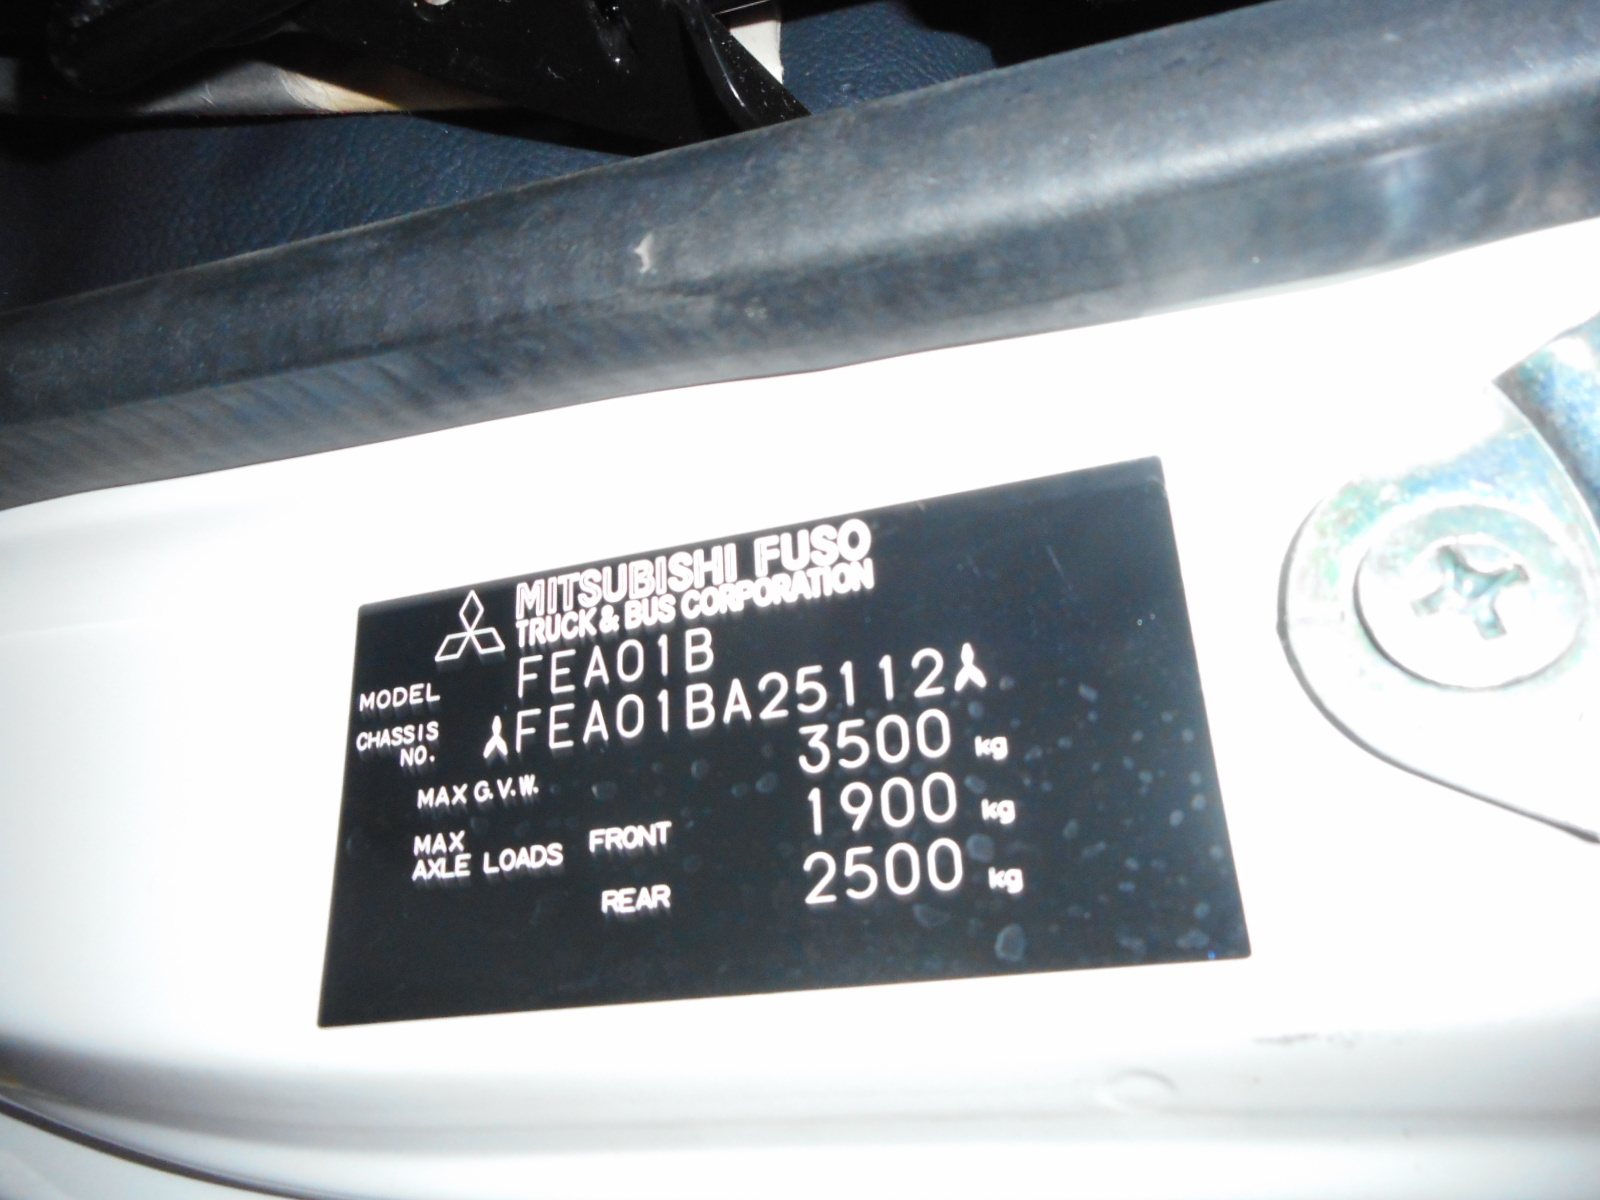 MITSUBISHI FUSO
TRUCK & BUS CORPORATION
MODEL FEA01B
CHASSIS NO. FEA01BA25112
MAX G.V.W. 3500 kg
MAX AXLE LOADS FRONT 1900 kg
REAR 2500 kg